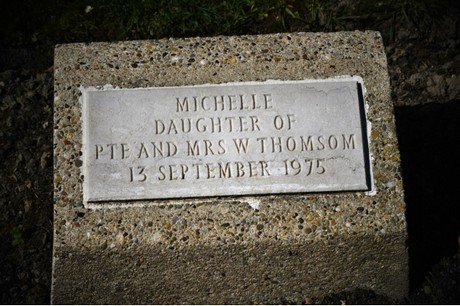 MICHELLE
DAUGHTER OF
PTE AND MRS W THOMSOM
13 SEPTEMBER 1975